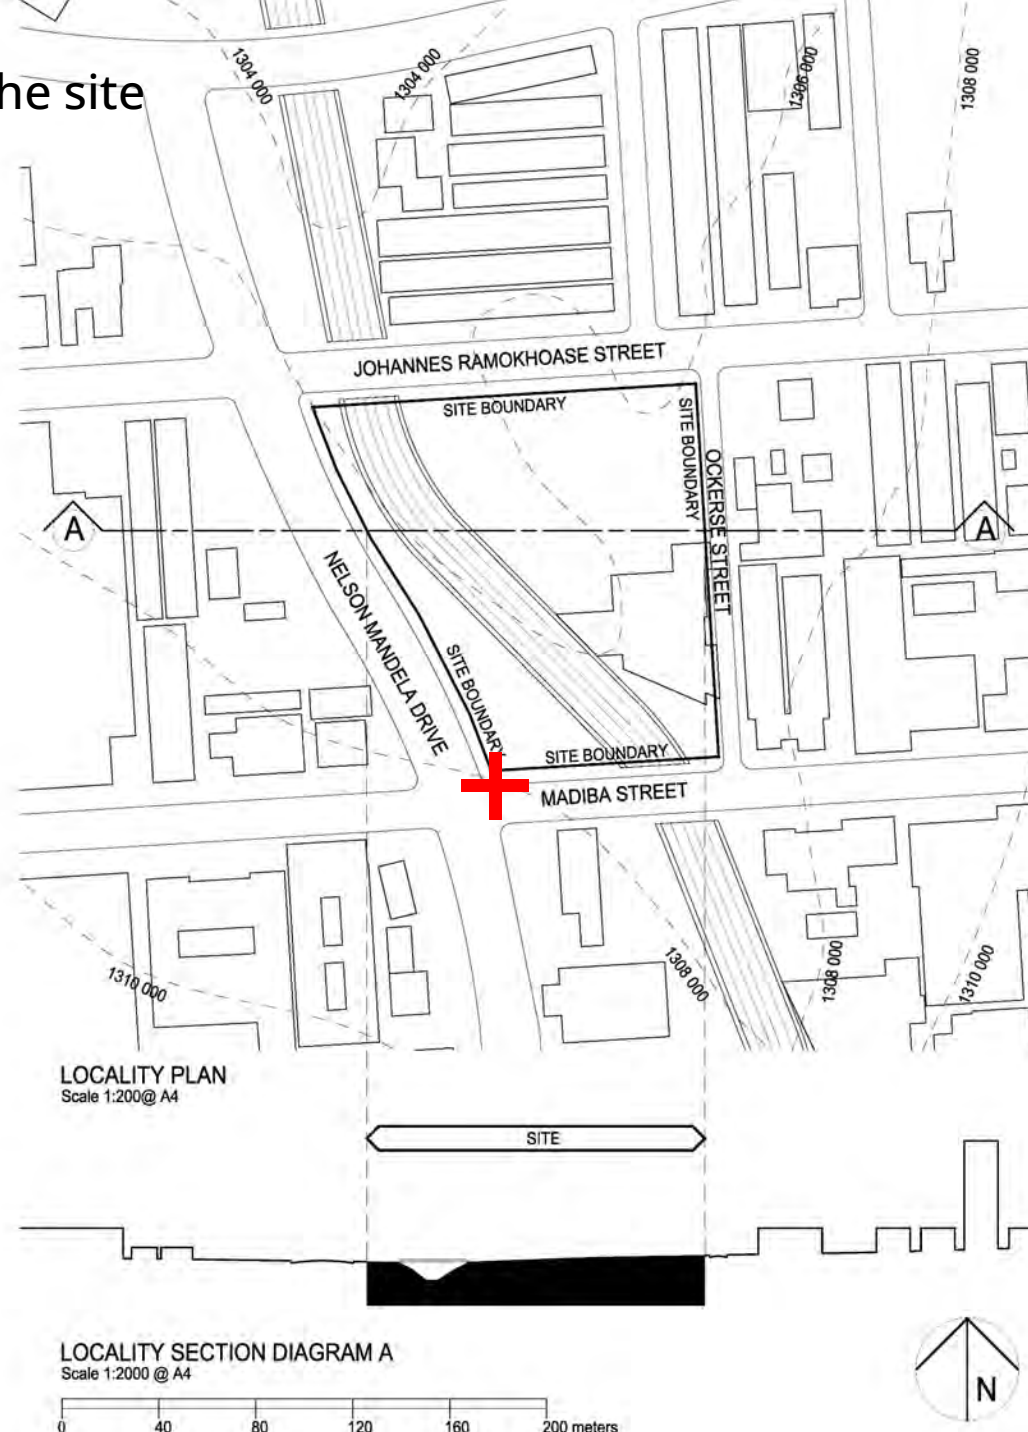 he site
1304 000
1304 000
1306 000
1308 000
JOHANNES RAMOKHOASE STREET
SITE BOUNDARY
SITE BOUNDARY
OCKERSE STREET
A
A
NELSON MANDELA DRIVE
SITE BOUNDARY
SITE BOUNDARY
MADIBA STREET
1310 000
1308 000
1308 000
1310 000
LOCALITY PLAN
Scale 1:200@ A4
SITE
LOCALITY SECTION DIAGRAM A
Scale 1:2000 @ A4
N
0 40 80 120 160 200 meters